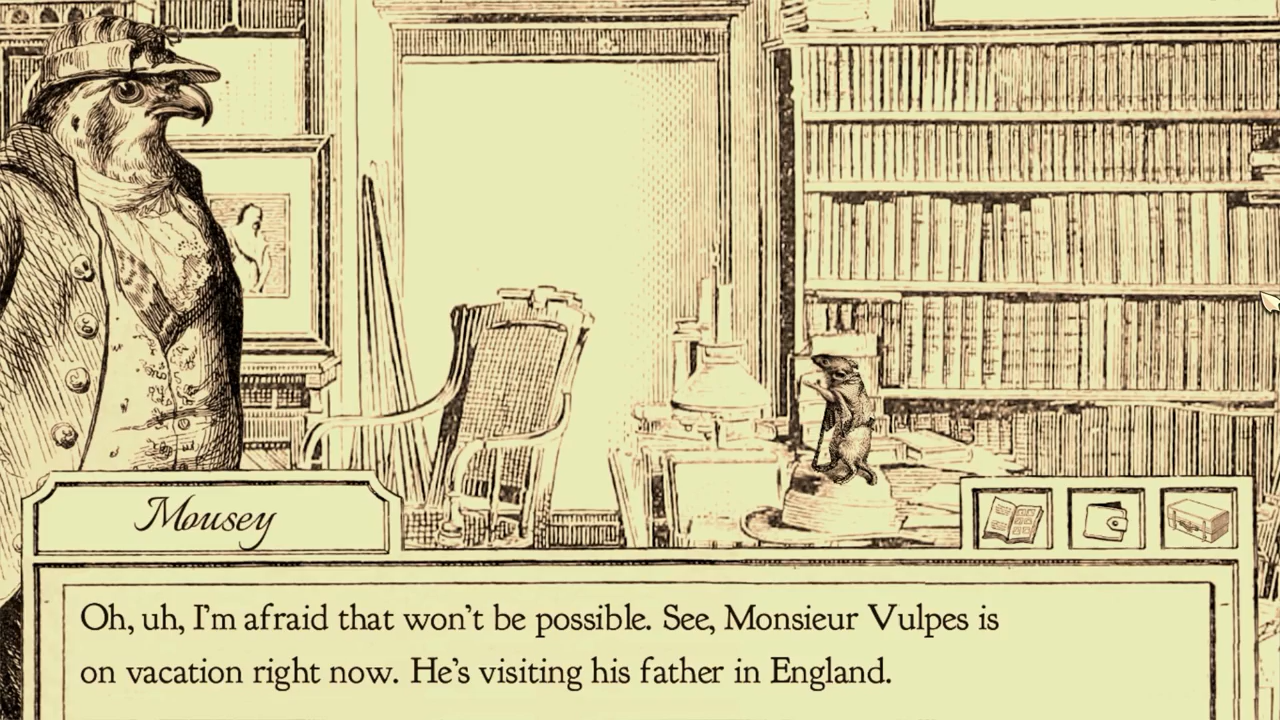 Mousey
Oh, uh, I'm afraid that won't be possible. See, Monsieur Vulpes is
on vacation right now. He's visiting his father in England.